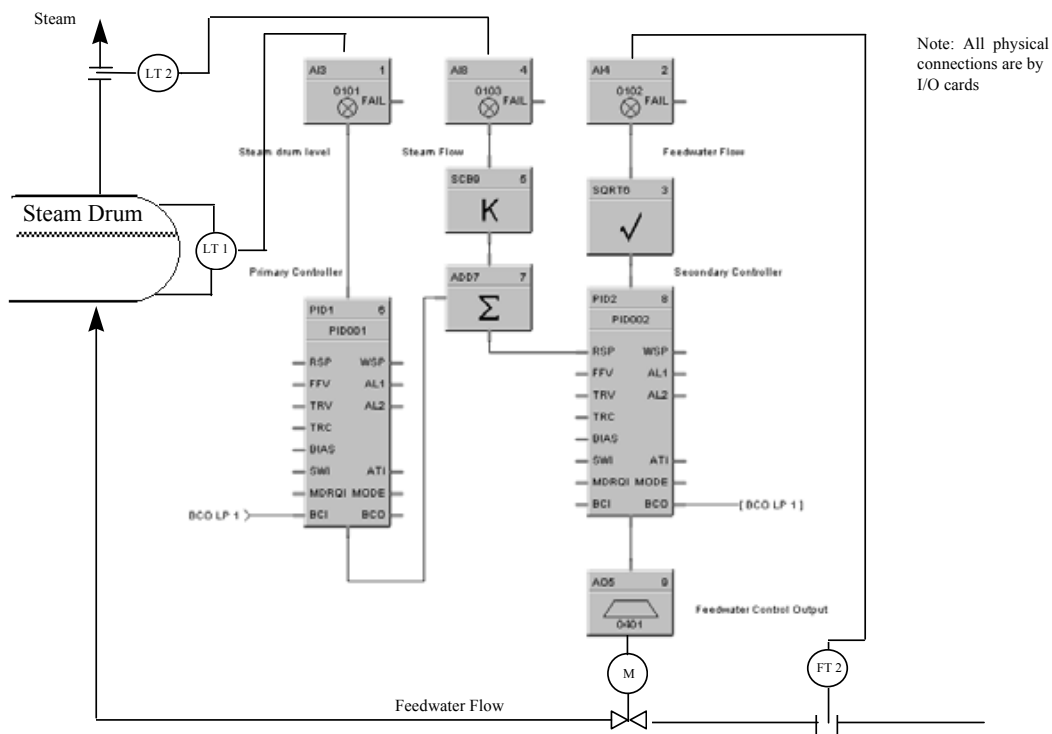 Steam
LT 2
Note: All physical
connections are by
I/O cards
AI3 1
0101
FAIL
AI8 4
0103
FAIL
AI4 2
0102
FAIL
Steam drum level
Steam Flow
Feedwater Flow
SCB9 5
K
SQRT6 3
√
Steam Drum
LT 1
Primary Controller
Secondary Controller
ADD7 7
Σ
PID1 6
PID001
RSP WSP
FFV AL1
TRV AL2
TRC
BIAS
SWI ATI
MDRQI MODE
BCI BCO
BCO LP 1
PID2 8
PID002
RSP WSP
FFV AL1
TRV AL2
TRC
BIAS
SWI ATI
MDRQI MODE
BCI BCO
[ BCO LP 1 ]
AO5 9
0401
Feedwater Control Output
M
FT 2
Feedwater Flow